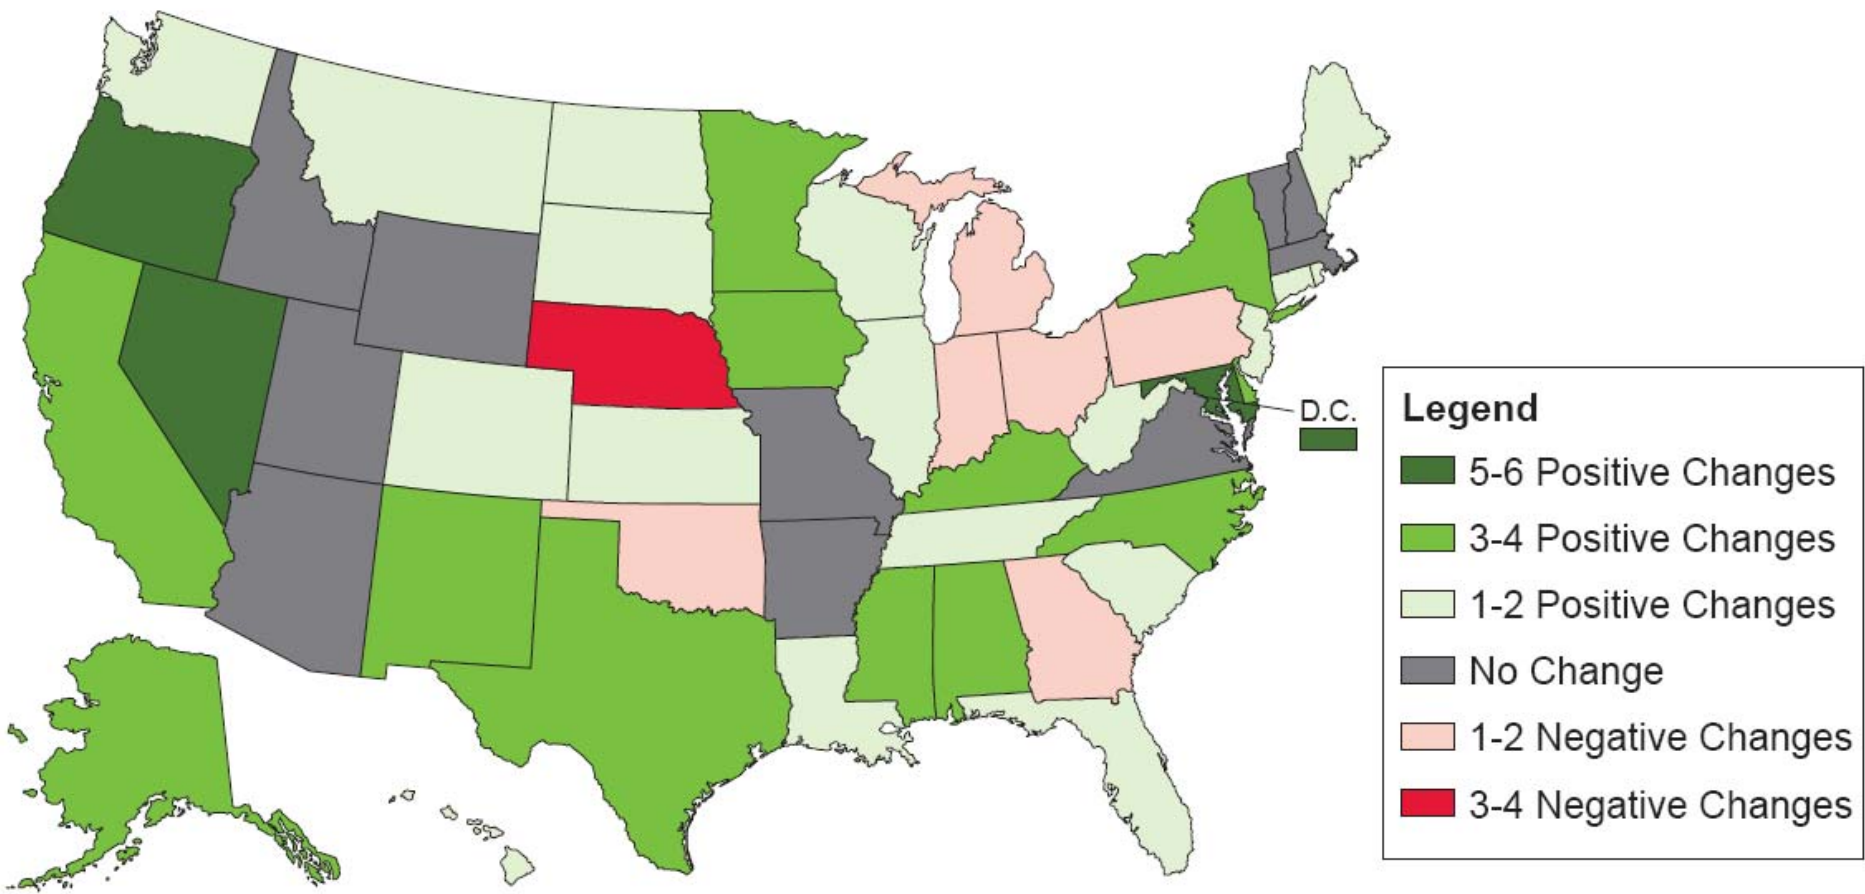 D.C.
Legend
5-6 Positive Changes
3-4 Positive Changes
1-2 Positive Changes
No Change
1-2 Negative Changes
3-4 Negative Changes